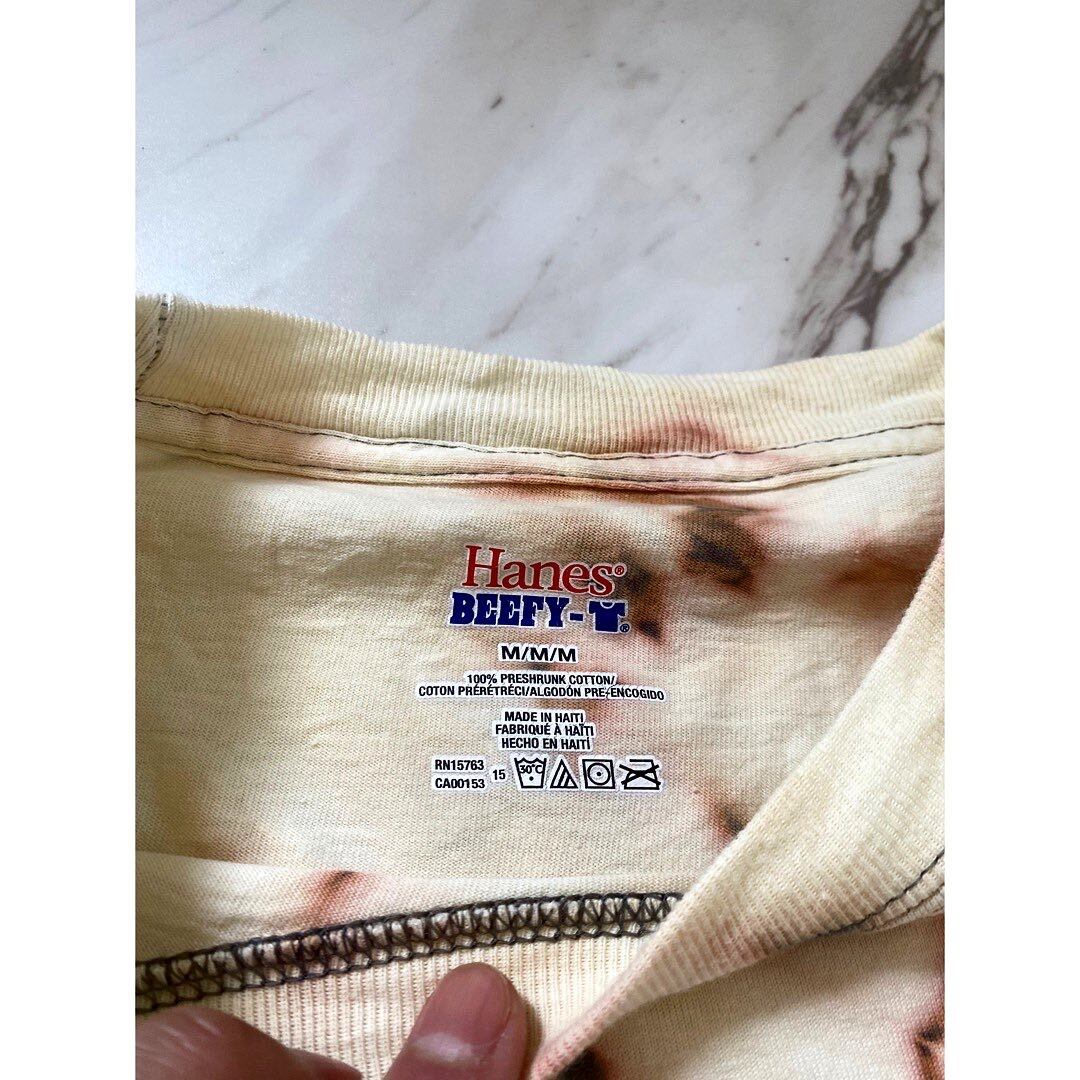 Hanes®
BEEFY-®
M/M/M
100% PRESHRUNK COTTON/
COTON PRÉRÉTRÉCI/ALGODÓN PRE-ENCOGIDO
MADE IN HAITI
FABRIQUÉ À HAÏTI
HECHO EN HAITÍ
RN15763
CA00153
15
30°C